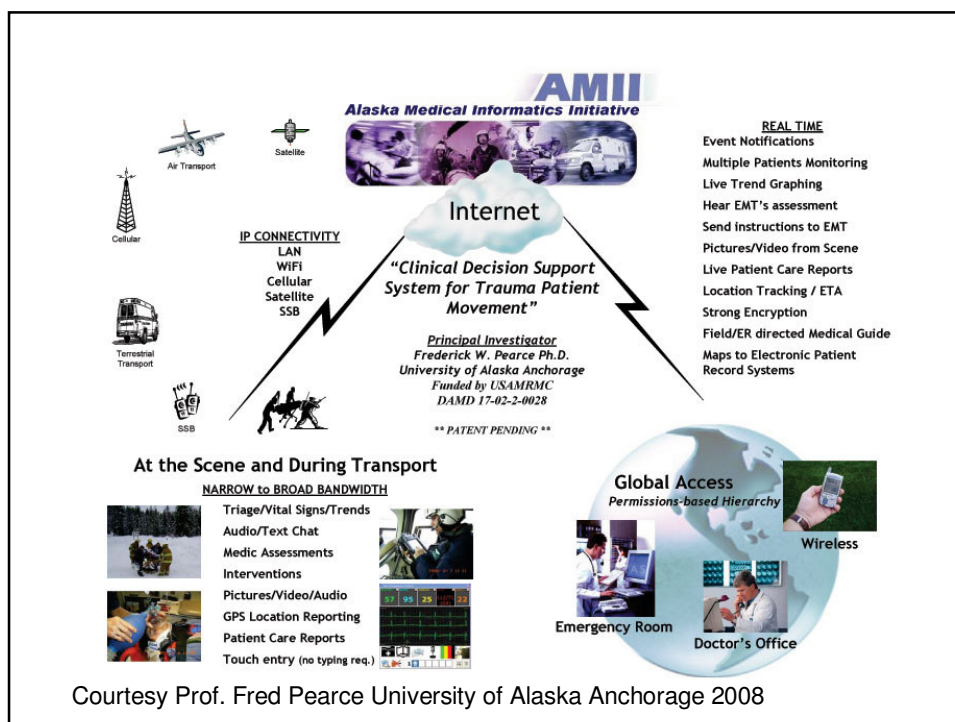 AMII
Alaska Medical Informatics Initiative
Air Transport
Satellite
Cellular
Terrestrial
Transport
SSB
IP CONNECTIVITY
LAN
WiFi
Cellular
Satellite
SSB
Internet
“Clinical Decision Support
System for Trauma Patient
Movement”
Principal Investigator
Frederick W. Pearce Ph.D.
University of Alaska Anchorage
Funded by USAMRMC
DAMD 17-02-2-0028
** PATENT PENDING **
REAL TIME
Event Notifications
Multiple Patients Monitoring
Live Trend Graphing
Hear EMT’s assessment
Send instructions to EMT
Pictures/Video from Scene
Live Patient Care Reports
Location Tracking / ETA
Strong Encryption
Field/ER directed Medical Guide
Maps to Electronic Patient
Record Systems
At the Scene and During Transport
NARROW to BROAD BANDWIDTH
Triage/Vital Signs/Trends
Audio/Text Chat
Medic Assessments
Interventions
Pictures/Video/Audio
GPS Location Reporting
Patient Care Reports
Touch entry (no typing req.)
57 95 25 22
Global Access
Permissions-based Hierarchy
Wireless
Emergency Room
Doctor’s Office
Courtesy Prof. Fred Pearce University of Alaska Anchorage 2008